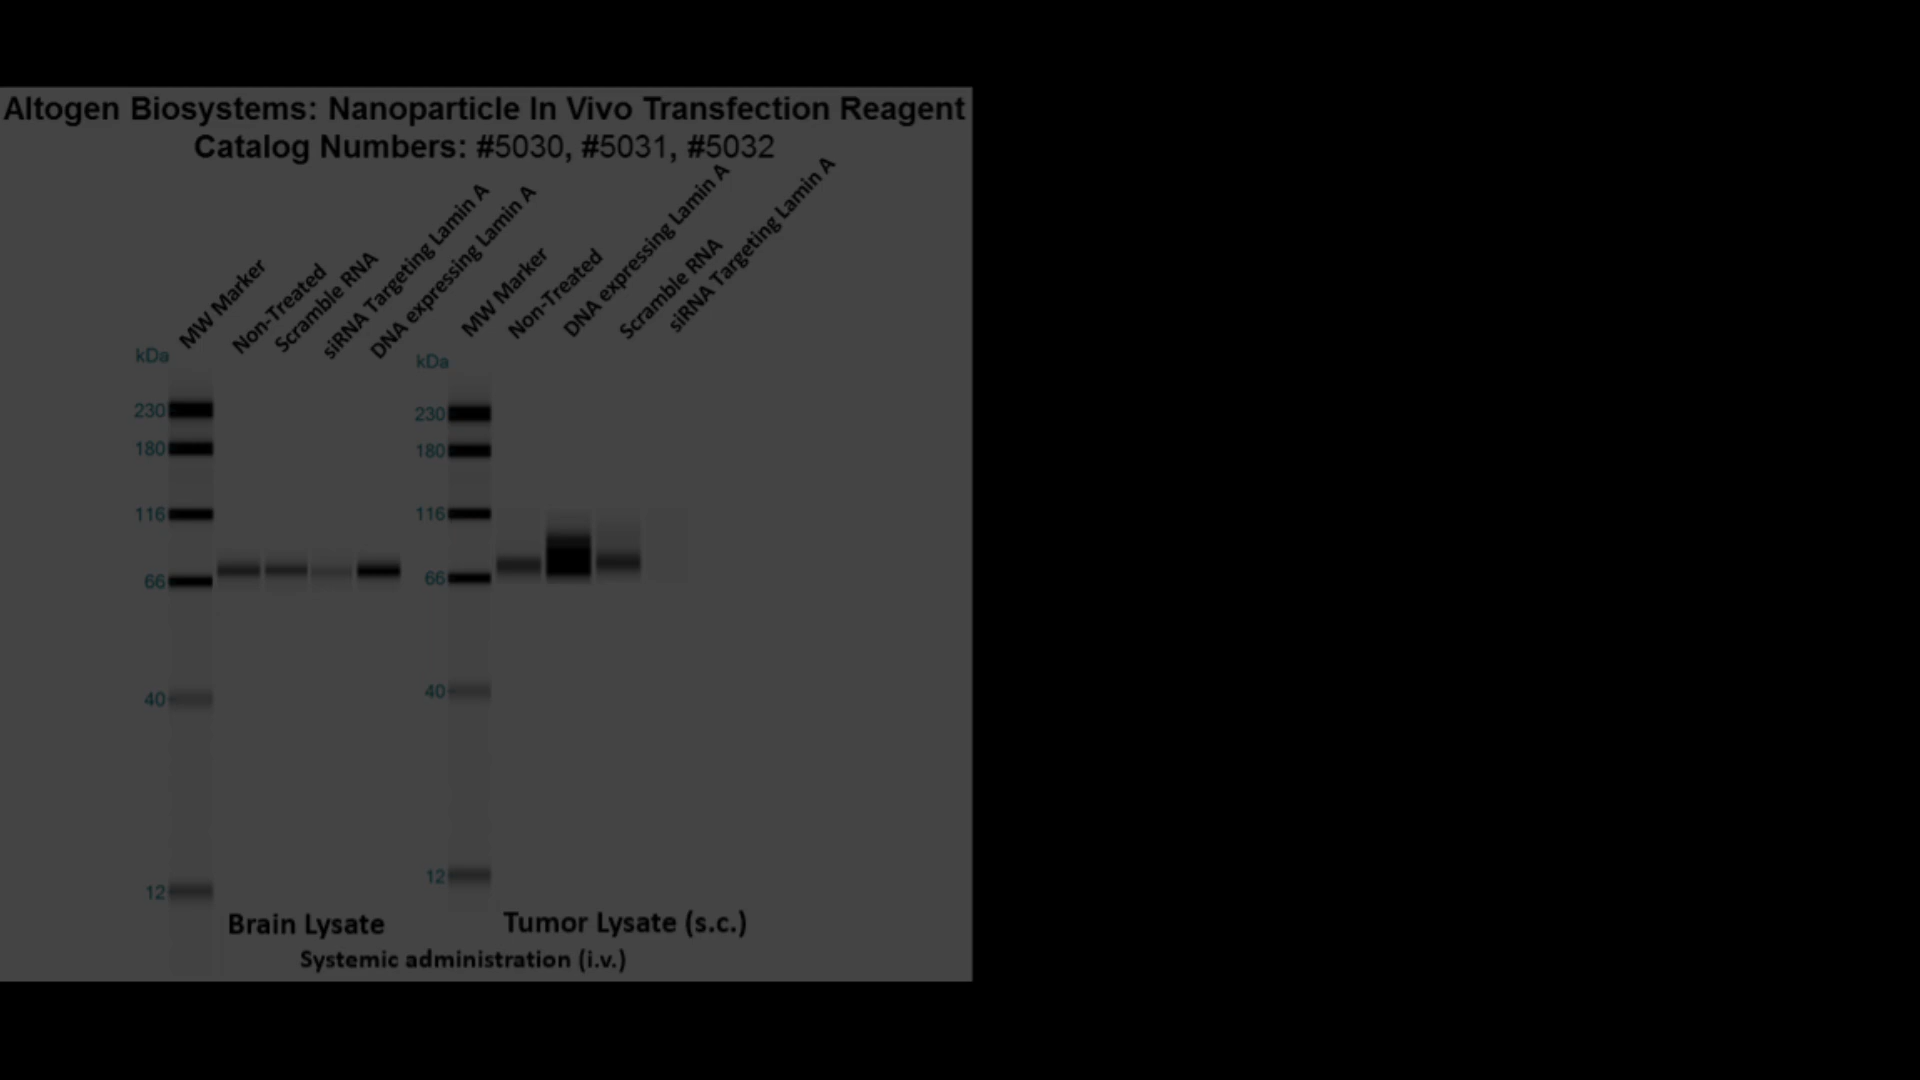 Altogen Biosystems: Nanoparticle In Vivo Transfection Reagent
Catalog Numbers: #5030, #5031, #5032
MW Marker
Non-Treated
Scramble RNA
siRNA Targeting Lamin A
DNA expressing Lamin A
MW Marker
Non-Treated
DNA expressing Lamin A
Scramble RNA
siRNA Targeting Lamin A
kDa
230
180
116
66
40
12
kDa
230
180
116
66
40
12
Brain Lysate
Tumor Lysate (s.c.)
Systemic administration (i.v.)